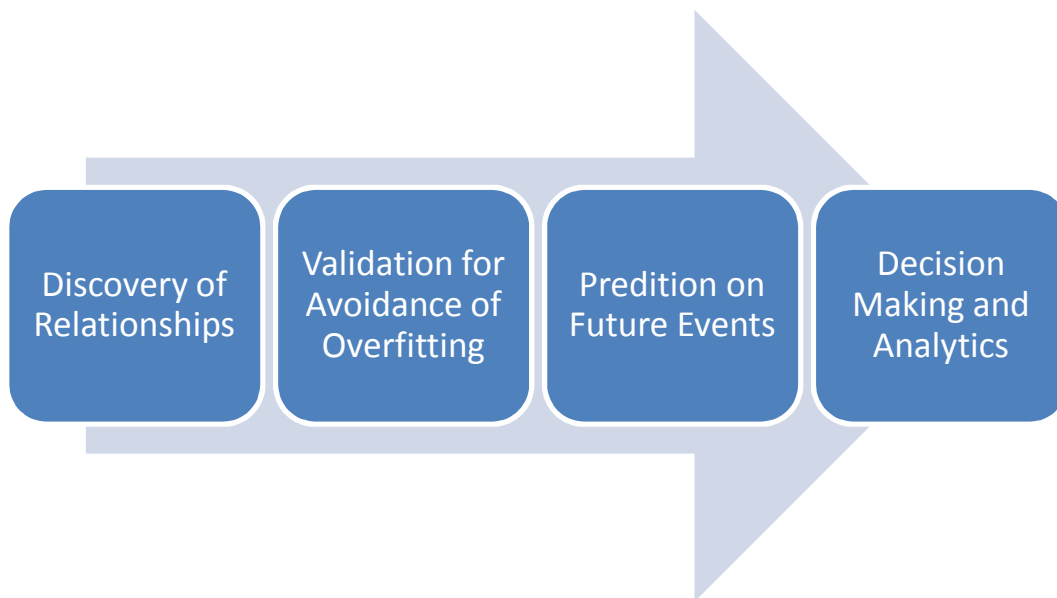 Discovery of
Relationships
Validation for
Avoidance of
Overfitting
Predition on
Future Events
Decision
Making and
Analytics